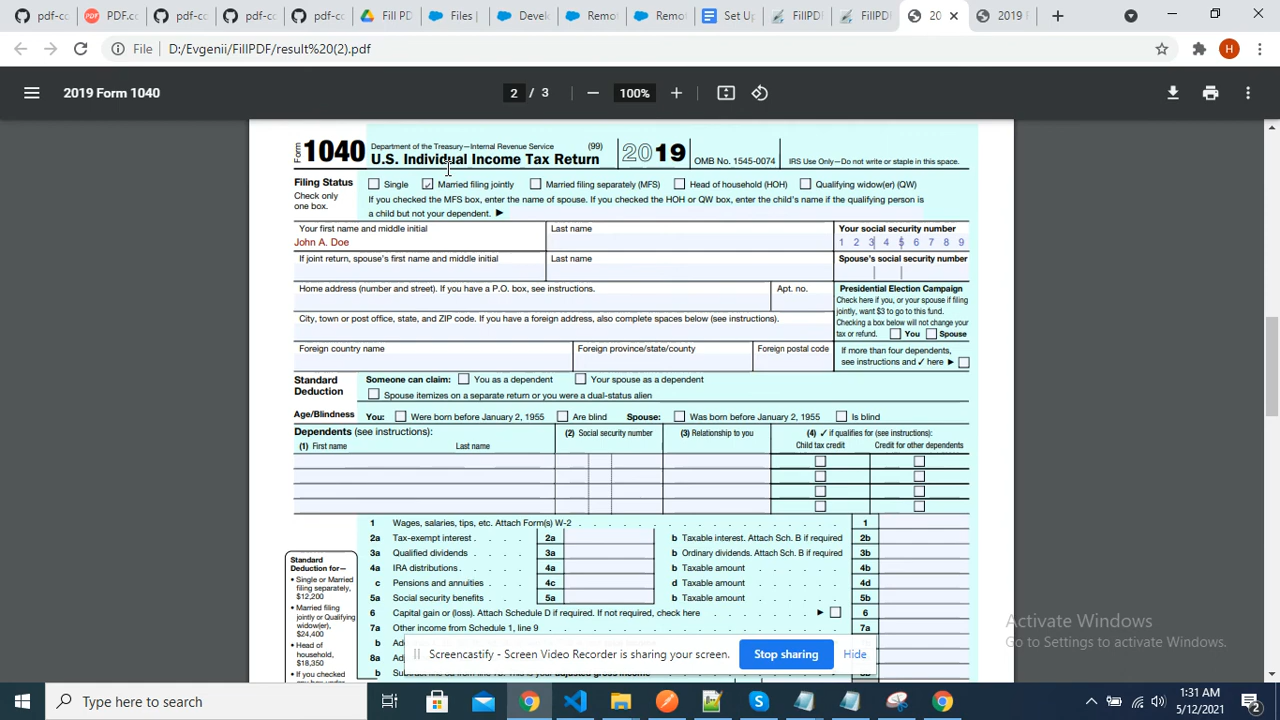 pdf-cc
PDF.co
pdf-cc
pdf-cc
pdf-cc
Fill PD
Files |
Develo
Remot
Remot
Set Up
FillPDF
FillPDF
20
2019 F
File D:/Evgenii/FillPDF/result%20(2).pdf
H
2019 Form 1040
2 / 3
100%
Form 1040
Department of the Treasury—Internal Revenue Service (99)
U.S. Individual Income Tax Return
2019
OMB No. 1545-0074
IRS Use Only—Do not write or staple in this space.
Filing Status
Check only
one box.
Single
Married filing jointly
Married filing separately (MFS)
Head of household (HOH)
Qualifying widow(er) (QW)
If you checked the MFS box, enter the name of spouse. If you checked the HOH or QW box, enter the child's name if the qualifying person is
a child but not your dependent. ▶
Your first name and middle initial
Last name
Your social security number
John A. Doe
1 2 3 4 5 6 7 8 9
If joint return, spouse's first name and middle initial
Last name
Spouse's social security number
Home address (number and street). If you have a P.O. box, see instructions.
Apt. no.
Presidential Election Campaign
Check here if you, or your spouse if filing
jointly, want $3 to go to this fund.
Checking a box below will not change your
tax or refund. You Spouse
City, town or post office, state, and ZIP code. If you have a foreign address, also complete spaces below (see instructions).
Foreign country name
Foreign province/state/county
Foreign postal code
If more than four dependents,
see instructions and ✓ here ▶
Standard
Deduction
Someone can claim: You as a dependent Your spouse as a dependent
Spouse itemizes on a separate return or you were a dual-status alien
Age/Blindness
You: Were born before January 2, 1955 Are blind Spouse: Was born before January 2, 1955 Is blind
Dependents (see instructions):
(2) Social security number
(3) Relationship to you
(4) ✓ if qualifies for (see instructions):
(1) First name Last name
Child tax credit
Credit for other dependents
1 Wages, salaries, tips, etc. Attach Form(s) W-2 . . . . . . . . . . . . . . . . . 1
2a Tax-exempt interest . . . . 2a b Taxable interest. Attach Sch. B if required 2b
3a Qualified dividends . . . . 3a b Ordinary dividends. Attach Sch. B if required 3b
4a IRA distributions . . . . . 4a b Taxable amount . . . . . . 4b
c Pensions and annuities . . . 4c d Taxable amount . . . . . . 4d
5a Social security benefits . . . 5a b Taxable amount . . . . . . 5b
6 Capital gain or (loss). Attach Schedule D if required. If not required, check here . . . . . . . ▶ 6
7a Other income from Schedule 1, line 9 . . . . . . . . . . . . . . . . . . . . 7a
b Ad
8a Ad
b
adjusted gross income
Standard
Deduction for—
• Single or Married
filing separately,
$12,200
• Married filing
jointly or Qualifying
widow(er),
$24,400
• Head of
household,
$18,350
• If you checked
Screencastify - Screen Video Recorder is sharing your screen.
Stop sharing
Hide
Activate Windows
Go to Settings to activate Windows.
Type here to search
1:31 AM
5/12/2021
2